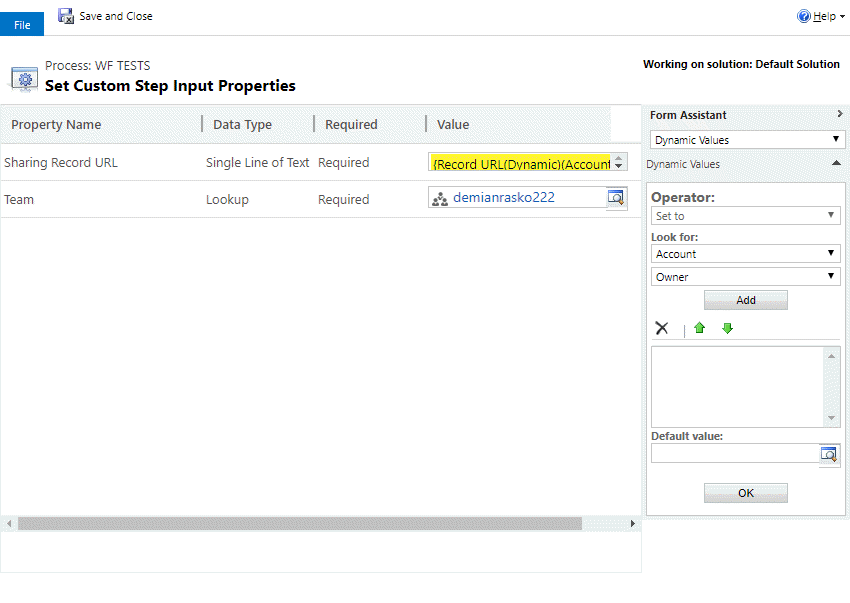 File
Save and Close
Help
Process: WF TESTS
Set Custom Step Input Properties
Working on solution: Default Solution
Property Name Data Type Required Value
Sharing Record URL Single Line of Text Required {Record URL(Dynamic)(Account
Team Lookup Required demianrasko222
Form Assistant
Dynamic Values
Dynamic Values
Operator:
Set to
Look for:
Account
Owner
Add
Default value:
OK